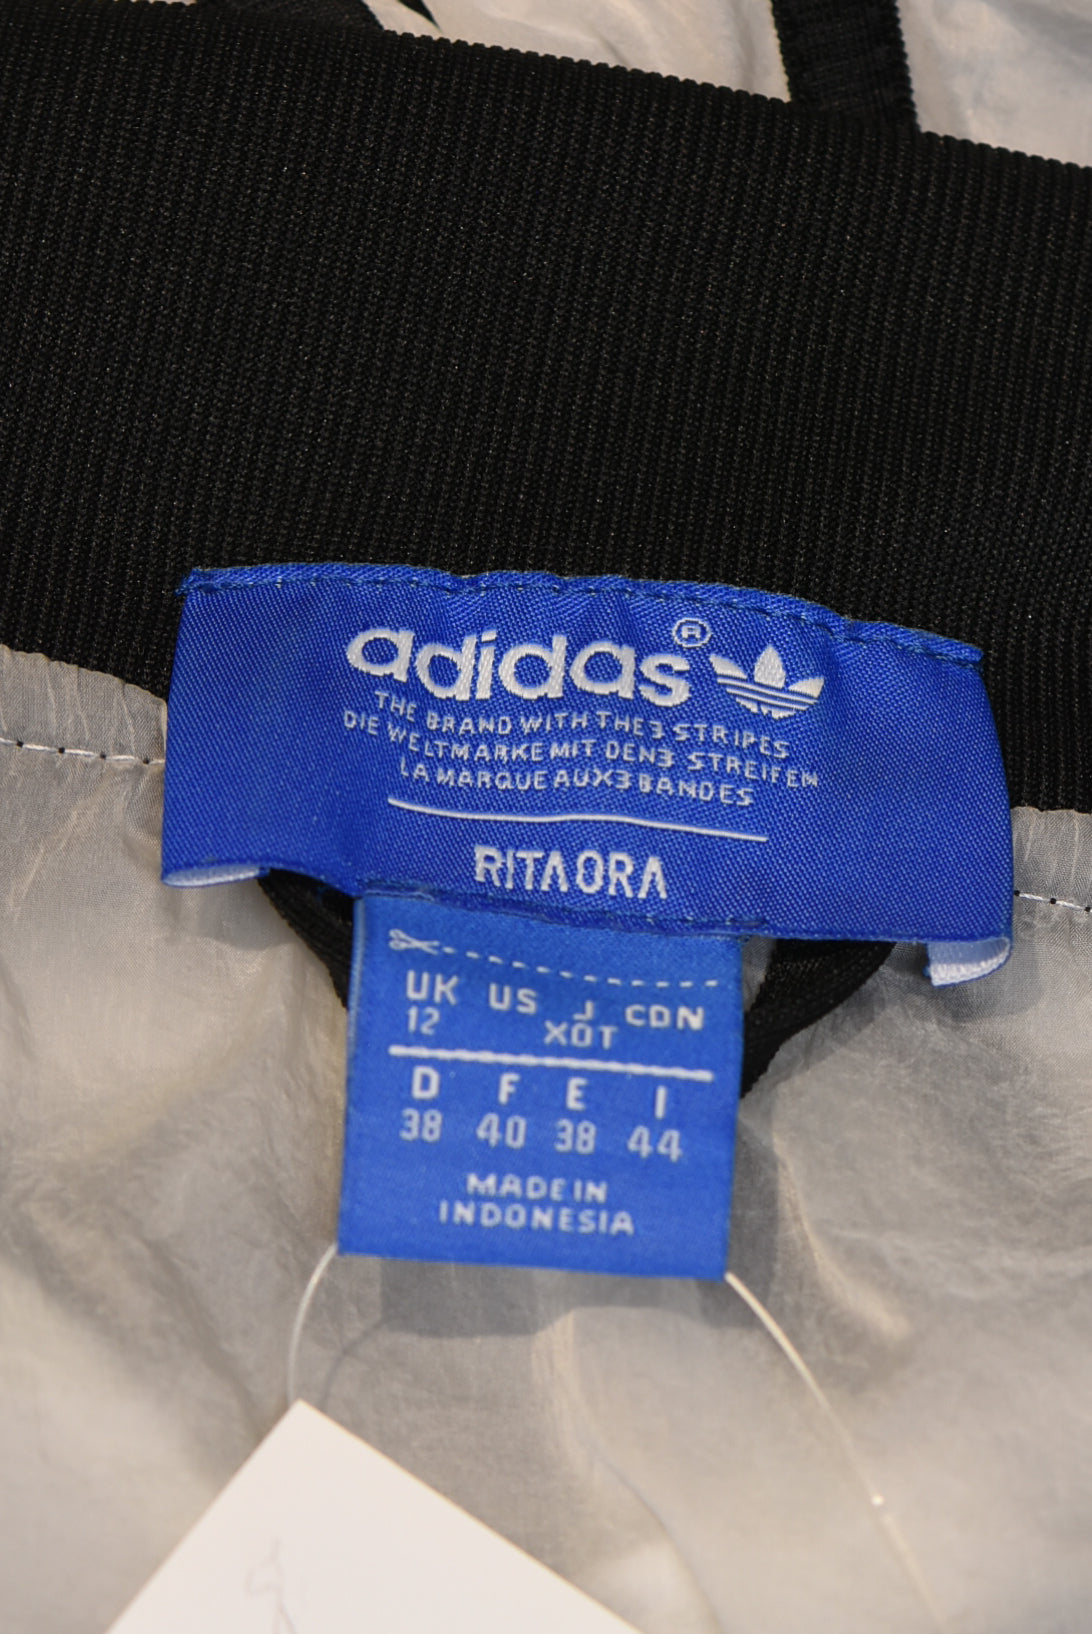 adidas®
THE BRAND WITH THE 3 STRIPES
DIE WELTMARKE MIT DEN 3 STREIFEN
LA MARQUE AUX 3 BANDES
RITA ORA
UK US J CDN
12 XOT
D F E I
38 40 38 44
MADE IN
INDONESIA